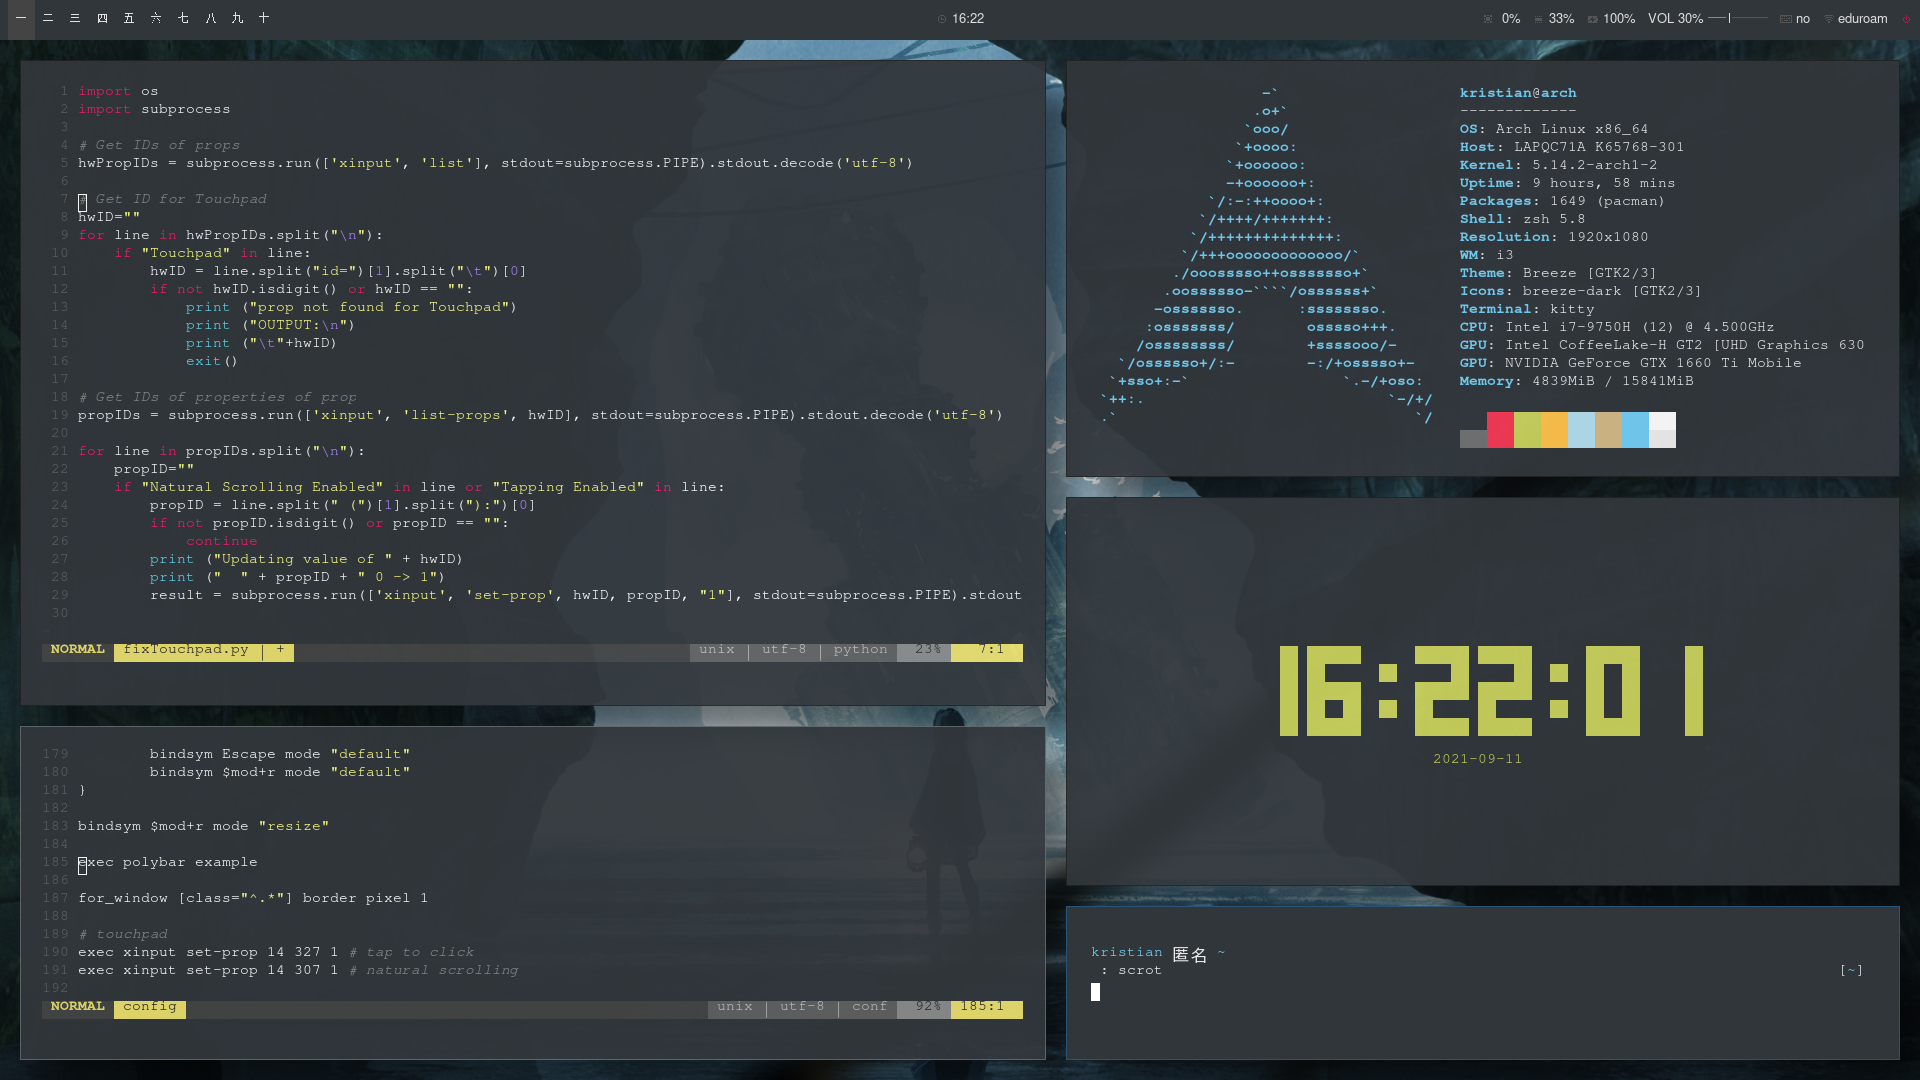 一 二 三 四 五 六 七 八 九 十
16:22
0% 33% 100% VOL 30% no eduroam
1 import os
2 import subprocess
3
4 # Get IDs of props
5 hwPropIDs = subprocess.run(['xinput', 'list'], stdout=subprocess.PIPE).stdout.decode('utf-8')
6
7 # Get ID for Touchpad
8 hwID=""
9 for line in hwPropIDs.split("\n"):
10     if "Touchpad" in line:
11         hwID = line.split("id=")[1].split("\t")[0]
12         if not hwID.isdigit() or hwID == "":
13             print ("prop not found for Touchpad")
14             print ("OUTPUT:\n")
15             print ("\t"+hwID)
16             exit()
17
18 # Get IDs of properties of prop
19 propIDs = subprocess.run(['xinput', 'list-props', hwID], stdout=subprocess.PIPE).stdout.decode('utf-8')
20
21 for line in propIDs.split("\n"):
22     propID=""
23     if "Natural Scrolling Enabled" in line or "Tapping Enabled" in line:
24         propID = line.split(" (")[1].split("):")[0]
25         if not propID.isdigit() or propID == "":
26             continue
27         print ("Updating value of " + hwID)
28         print ("  " + propID + " 0 -> 1")
29         result = subprocess.run(['xinput', 'set-prop', hwID, propID, "1"], stdout=subprocess.PIPE).stdout
30
NORMAL fixTouchpad.py | + unix | utf-8 | python 23% 7:1
179         bindsym Escape mode "default"
180         bindsym $mod+r mode "default"
181 }
182
183 bindsym $mod+r mode "resize"
184
185 exec polybar example
186
187 for_window [class="^.*"] border pixel 1
188
189 # touchpad
190 exec xinput set-prop 14 327 1 # tap to click
191 exec xinput set-prop 14 307 1 # natural scrolling
192
NORMAL config unix | utf-8 | conf 92% 185:1
-`
.o+`
`ooo/
`+oooo:
`+oooooo:
-+oooooo+:
`/:-:++oooo+:
`/++++/+++++++:
`/++++++++++++++:
`/+++ooooooooooooo/`
./ooosssso++osssssso+`
.oossssso-````/ossssss+`
-osssssso.      :ssssssso.
:osssssss/        osssso+++.
/ossssssss/        +ssssooo/-
`/ossssso+/:-        -:/+osssso+-
`+sso+:-`                 `.-/+oso:
`++:.                           `-/+/
.`                                 `/
kristian@arch
-------------
OS: Arch Linux x86_64
Host: LAPQC71A K65768-301
Kernel: 5.14.2-arch1-2
Uptime: 9 hours, 58 mins
Packages: 1649 (pacman)
Shell: zsh 5.8
Resolution: 1920x1080
WM: i3
Theme: Breeze [GTK2/3]
Icons: breeze-dark [GTK2/3]
Terminal: kitty
CPU: Intel i7-9750H (12) @ 4.500GHz
GPU: Intel CoffeeLake-H GT2 [UHD Graphics 630
GPU: NVIDIA GeForce GTX 1660 Ti Mobile
Memory: 4839MiB / 15841MiB
16:22:01
2021-09-11
kristian 匿名 ~
: scrot [~]